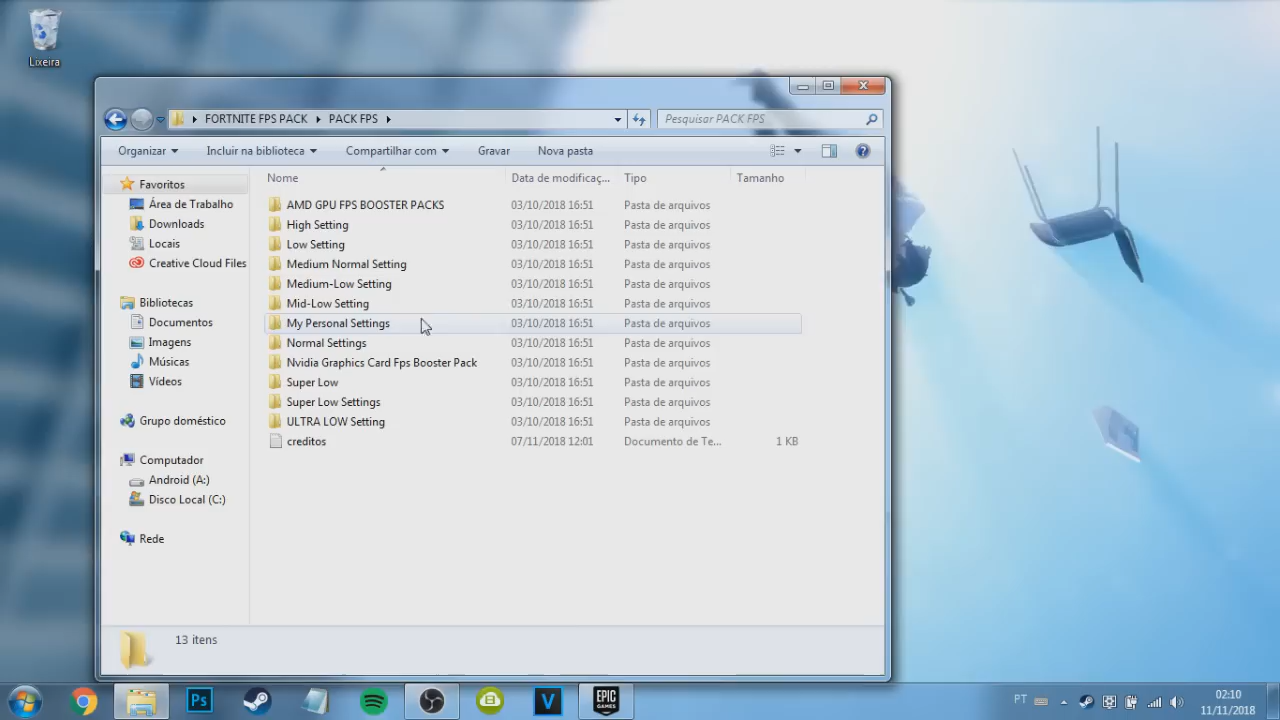 Lixeira
FORTNITE FPS PACK PACK FPS
Pesquisar PACK FPS
Organizar Incluir na biblioteca Compartilhar com Gravar Nova pasta
Nome Data de modificaç... Tipo Tamanho
Favoritos
Área de Trabalho
Downloads
Locais
Creative Cloud Files
Bibliotecas
Documentos
Imagens
Músicas
Vídeos
Grupo doméstico
Computador
Android (A:)
Disco Local (C:)
Rede
AMD GPU FPS BOOSTER PACKS 03/10/2018 16:51 Pasta de arquivos
High Setting 03/10/2018 16:51 Pasta de arquivos
Low Setting 03/10/2018 16:51 Pasta de arquivos
Medium Normal Setting 03/10/2018 16:51 Pasta de arquivos
Medium-Low Setting 03/10/2018 16:51 Pasta de arquivos
Mid-Low Setting 03/10/2018 16:51 Pasta de arquivos
My Personal Settings 03/10/2018 16:51 Pasta de arquivos
Normal Settings 03/10/2018 16:51 Pasta de arquivos
Nvidia Graphics Card Fps Booster Pack 03/10/2018 16:51 Pasta de arquivos
Super Low 03/10/2018 16:51 Pasta de arquivos
Super Low Settings 03/10/2018 16:51 Pasta de arquivos
ULTRA LOW Setting 03/10/2018 16:51 Pasta de arquivos
creditos 07/11/2018 12:01 Documento de Te... 1 KB
13 itens
Ps
V
EPIC
GAMES
PT
02:10
11/11/2018